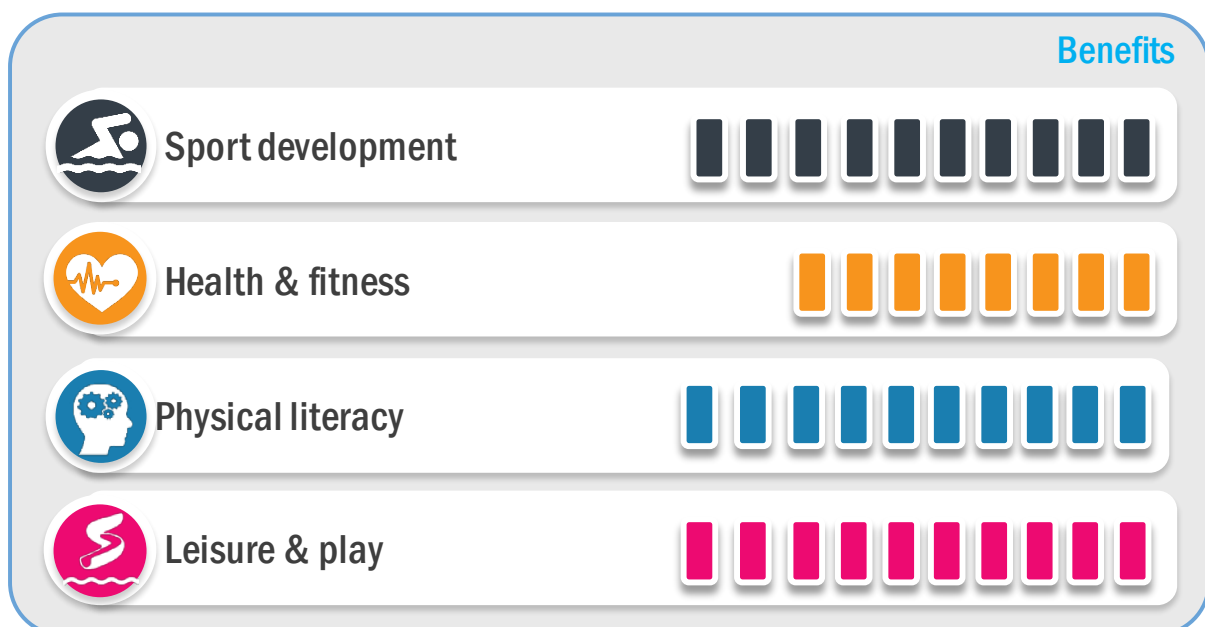 Benefits
Sport development
Health & fitness
Physical literacy
Leisure & play